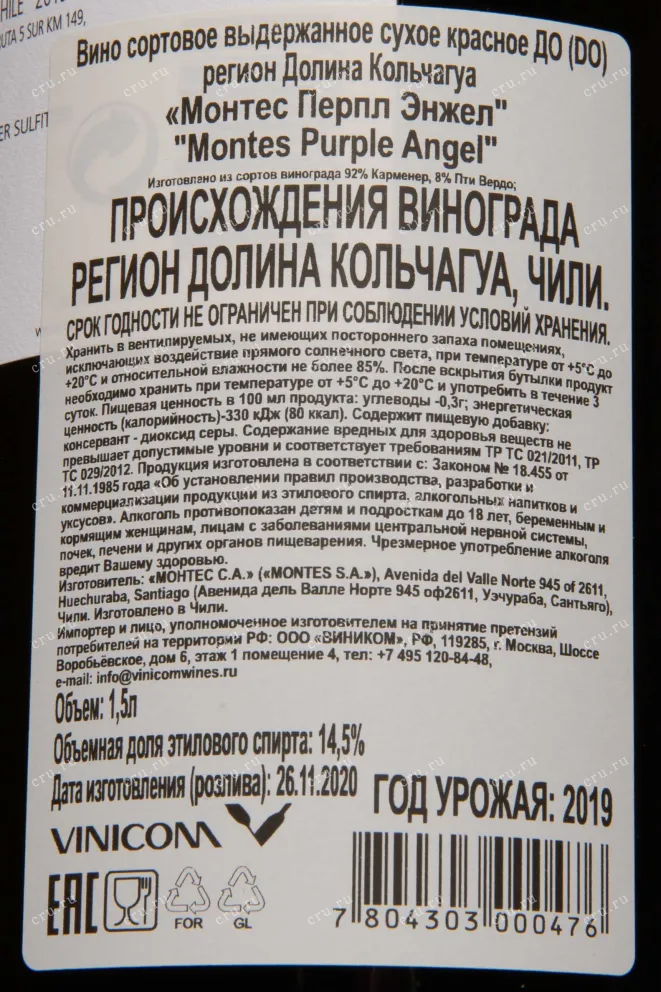 HILE
QUTA 5 SUR KM 149,
ER SULFIT
Вино сортовое выдержанное сухое красное ДО (DO)
регион Долина Кольчагуа
«Монтес Перпл Энжел"
"Montes Purple Angel"
Изготовлено из сортов винограда 92% Карменер, 8% Пти Вердо;
ПРОИСХОЖДЕНИЯ ВИНОГРАДА
РЕГИОН ДОЛИНА КОЛЬЧАГУА, ЧИЛИ.
СРОК ГОДНОСТИ НЕ ОГРАНИЧЕН ПРИ СОБЛЮДЕНИИ УСЛОВИЙ ХРАНЕНИЯ.
Хранить в вентилируемых, не имеющих постороннего запаха помещениях,
исключающих воздействие прямого солнечного света, при температуре от +5°С до
+20°С и относительной влажности не более 85%. После вскрытия бутылки продукт
необходимо хранить при температуре от +5°С до +20°С и употребить в течение 3
суток. Пищевая ценность в 100 мл продукта: углеводы -0,3г; энергетическая
ценность (калорийность)-330 кДж (80 ккал). Содержит пищевую добавку:
консервант - диоксид серы. Содержание вредных для здоровья веществ не
превышает допустимые уровни и соответствует требованиям ТР ТС 021/2011, ТР
ТС 029/2012. Продукция изготовлена в соответствии с: Законом № 18.455 от
11.11.1985 года «Об установлении правил производства, разработки и
коммерциализации продукции из этилового спирта, алкогольных напитков и
уксусов». Алкоголь противопоказан детям и подросткам до 18 лет, беременным и
кормящим женщинам, лицам с заболеваниями центральной нервной системы,
почек, печени и других органов пищеварения. Чрезмерное употребление алкоголя
вредит Вашему здоровью.
Изготовитель: «МОНТЕС С.А.» («MONTES S.A.»), Avenida del Valle Norte 945 of 2611,
Huechuraba, Santiago (Авенида дель Валле Норте 945 оф2611, Уэчураба, Сантьяго),
Чили. Изготовлено в Чили.
Импортер и лицо, уполномоченное изготовителем на принятие претензий
потребителей на территории РФ: ООО «ВИНИКОМ», РФ, 119285, г. Москва, Шоссе
Воробьёвское, дом 6, этаж 1 помещение 4, тел: +7 495 120-84-48,
e-mail: info@vinicomwines.ru
Объем: 1,5л
Объемная доля этилового спирта: 14,5%
Дата изготовления (розлива): 26.11.2020
ГОД УРОЖАЯ: 2019
VINICOM
EAC
FOR
GL
7 804303 000476
cru.ru